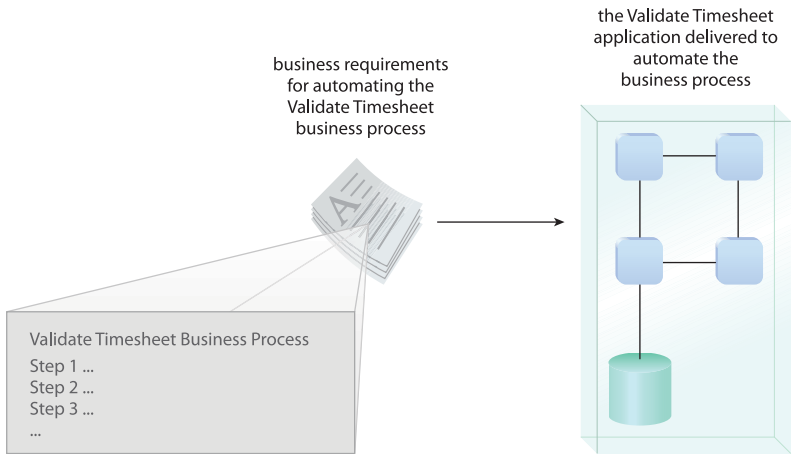 business requirements
for automating the
Validate Timesheet
business process
the Validate Timesheet
application delivered to
automate the
business process
A
Validate Timesheet Business Process
Step 1 ...
Step 2 ...
Step 3 ...
...